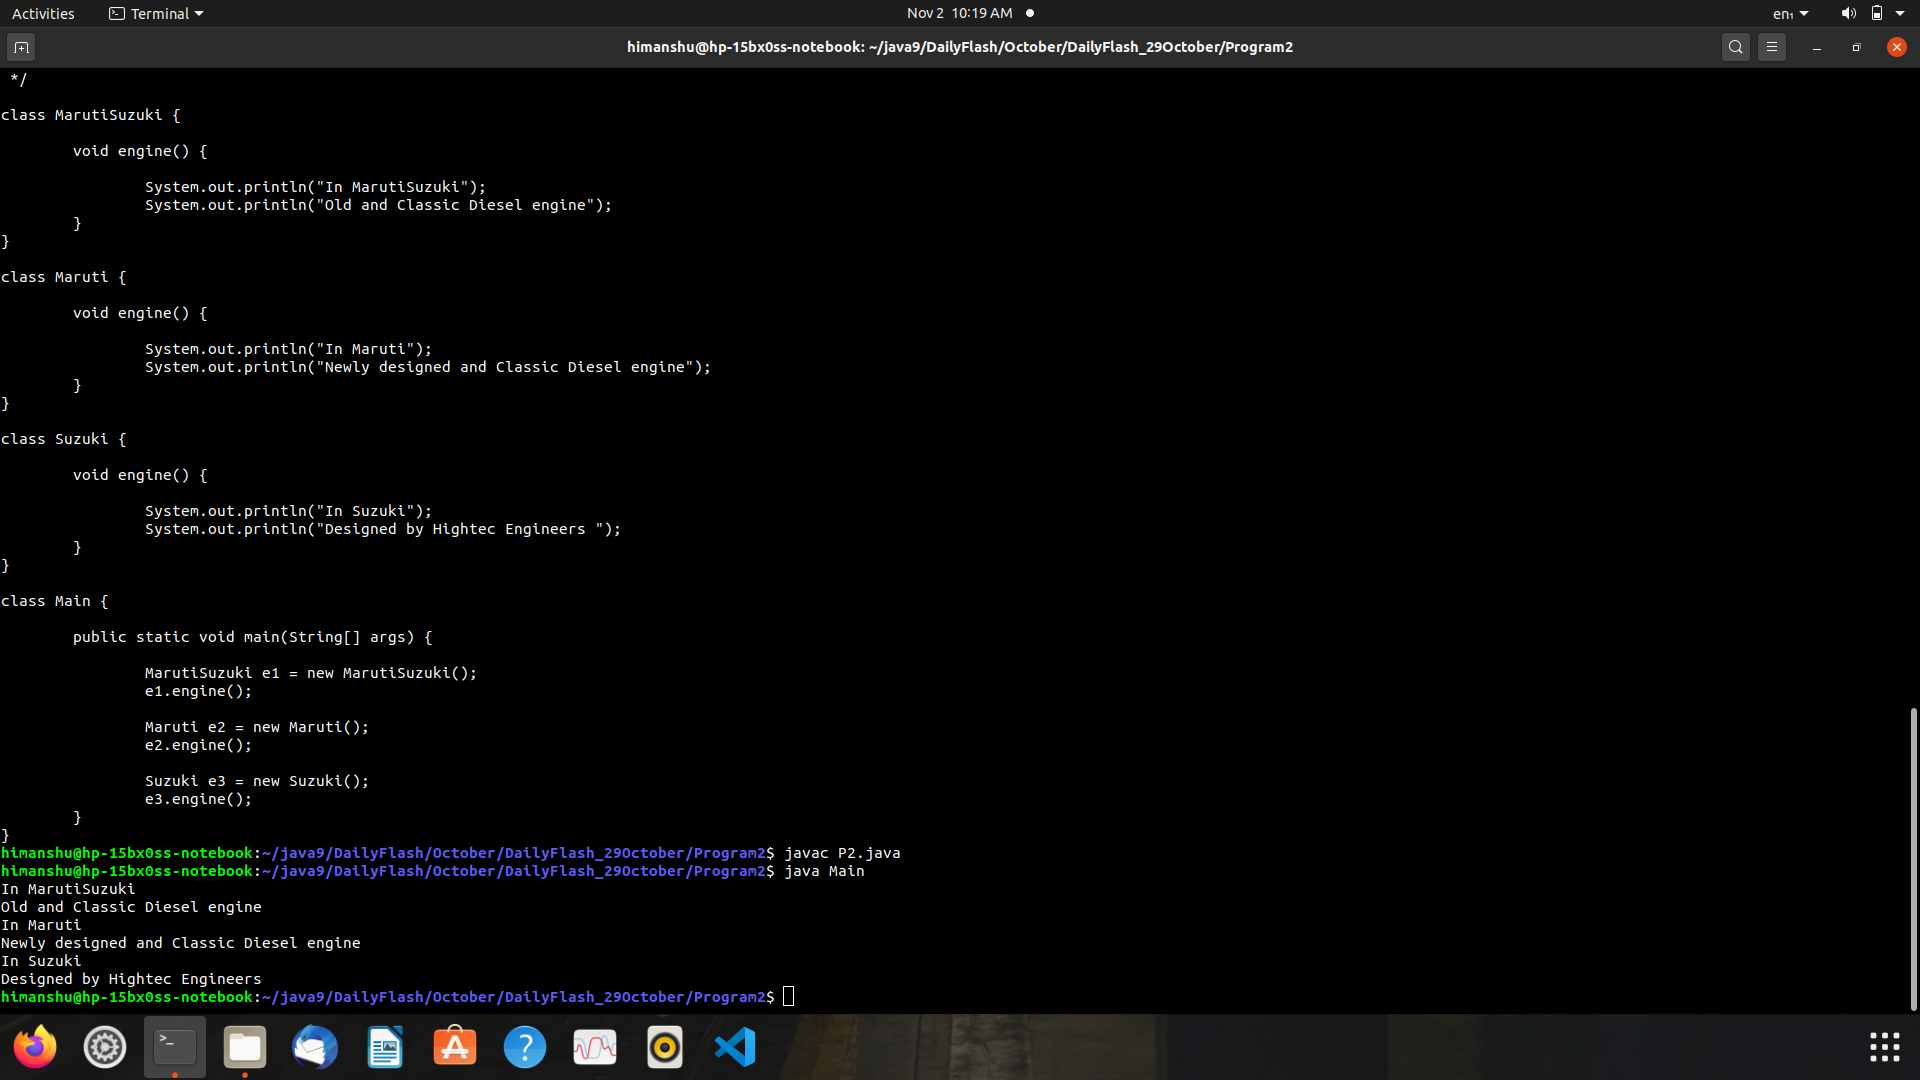 Activities Terminal Nov 2 10:19 AM en₁
himanshu@hp-15bx0ss-notebook: ~/java9/DailyFlash/October/DailyFlash_29October/Program2
*/
class MarutiSuzuki {
void engine() {
System.out.println("In MarutiSuzuki");
System.out.println("Old and Classic Diesel engine");
}
}
class Maruti {
void engine() {
System.out.println("In Maruti");
System.out.println("Newly designed and Classic Diesel engine");
}
}
class Suzuki {
void engine() {
System.out.println("In Suzuki");
System.out.println("Designed by Hightec Engineers ");
}
}
class Main {
public static void main(String[] args) {
MarutiSuzuki e1 = new MarutiSuzuki();
e1.engine();
Maruti e2 = new Maruti();
e2.engine();
Suzuki e3 = new Suzuki();
e3.engine();
}
}
himanshu@hp-15bx0ss-notebook:~/java9/DailyFlash/October/DailyFlash_29October/Program2$ javac P2.java
himanshu@hp-15bx0ss-notebook:~/java9/DailyFlash/October/DailyFlash_29October/Program2$ java Main
In MarutiSuzuki
Old and Classic Diesel engine
In Maruti
Newly designed and Classic Diesel engine
In Suzuki
Designed by Hightec Engineers
himanshu@hp-15bx0ss-notebook:~/java9/DailyFlash/October/DailyFlash_29October/Program2$